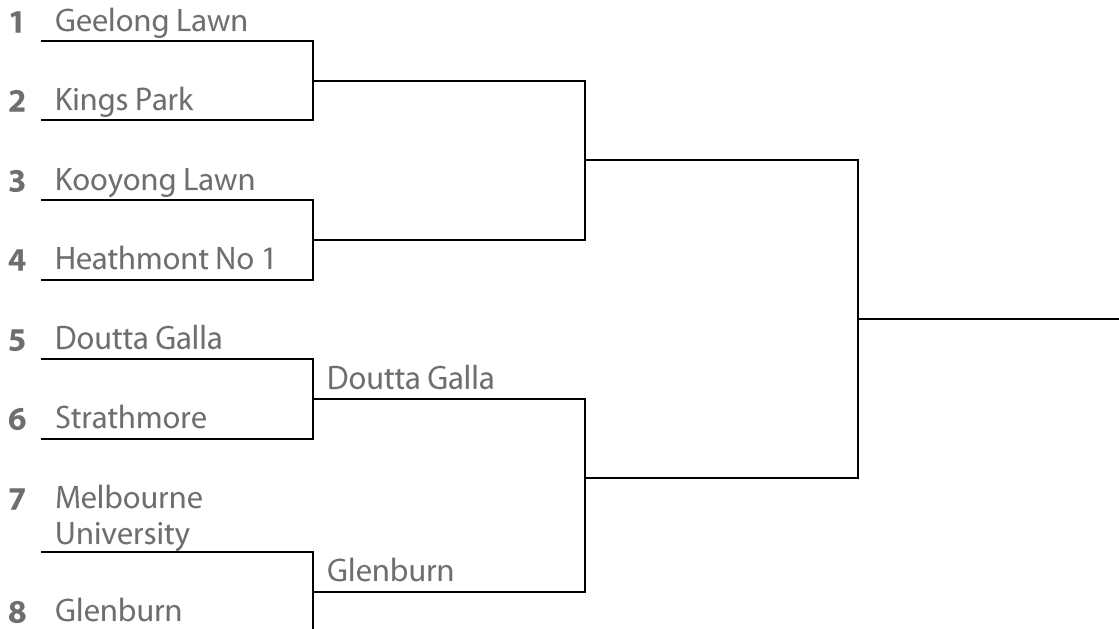 1 Geelong Lawn
2 Kings Park
3 Kooyong Lawn
4 Heathmont No 1
5 Doutta Galla
Doutta Galla
6 Strathmore
7 Melbourne
University
Glenburn
8 Glenburn